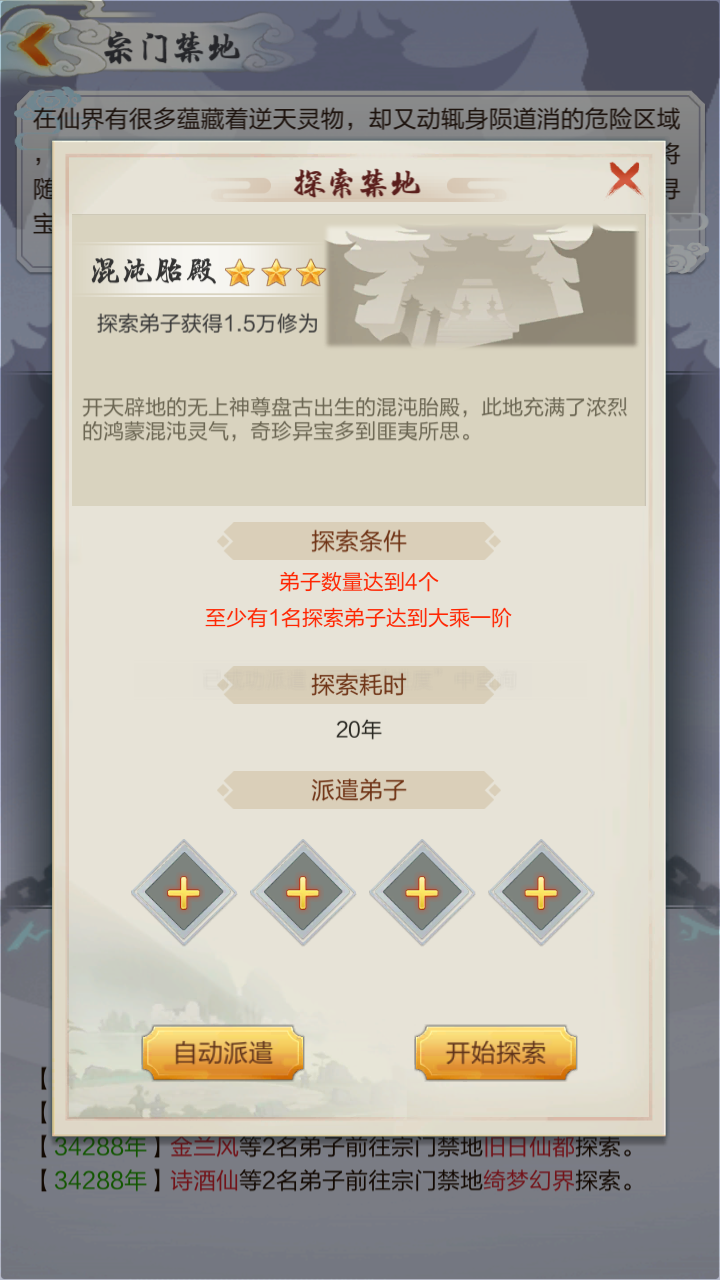 宗门禁地
在仙界有很多蕴藏着逆天灵物，却又动辄身陨道消的危险区域
，
随
宝
探索禁地
混沌胎殿
探索弟子获得1.5万修为
开天辟地的无上神尊盘古出生的混沌胎殿，此地充满了浓烈
的鸿蒙混沌灵气，奇珍异宝多到匪夷所思。
探索条件
弟子数量达到4个
至少有1名探索弟子达到大乘一阶
探索耗时
20年
派遣弟子
自动派遣
开始探索
【
【
【34288年】金兰风等2名弟子前往宗门禁地旧日仙都探索。
【34288年】诗酒仙等2名弟子前往宗门禁地绮梦幻界探索。